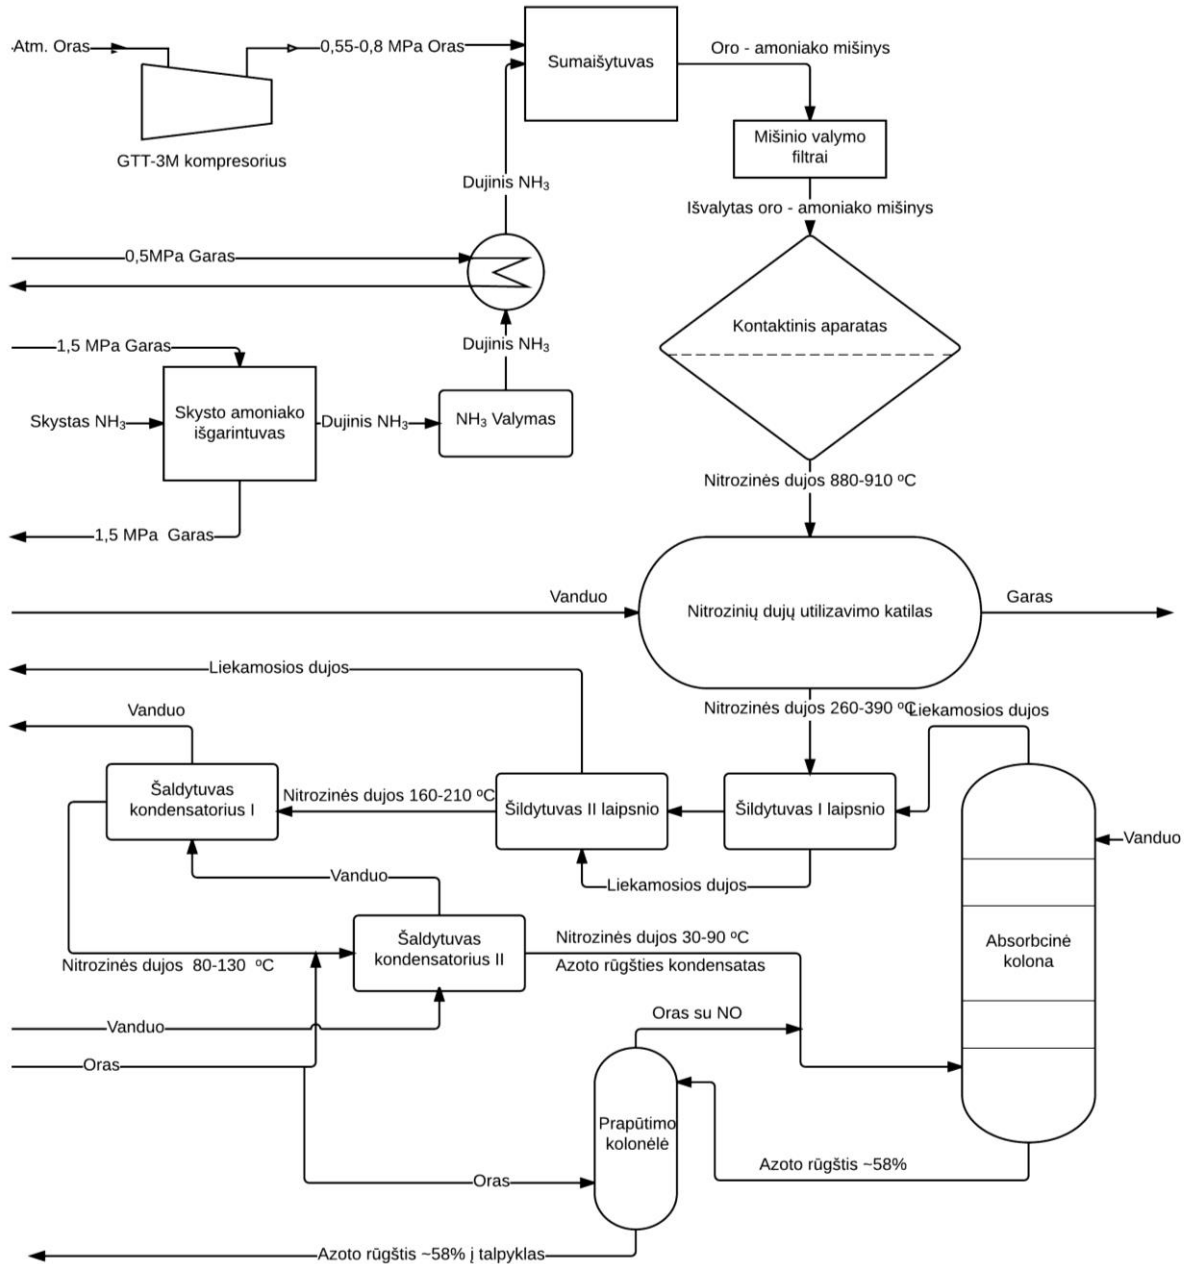 Atm. Oras
0,55-0,8 MPa Oras
Sumaišytuvas
Oro - amoniako mišinys
GTT-3M kompresorius
Mišinio valymo
filtrai
Dujinis NH₃
Išvalytas oro - amoniako mišinys
0,5MPa Garas
Kontaktinis aparatas
1,5 MPa Garas
Dujinis NH₃
Skystas NH₃
Skysto amoniako
išgarintuvas
Dujinis NH₃
NH₃ Valymas
Nitrozinės dujos 880-910 ºC
1,5 MPa  Garas
Vanduo
Nitrozinių dujų utilizavimo katilas
Garas
Liekamosios dujos
Vanduo
Nitrozinės dujos 260-390 ºC
Liekamosios dujos
Šaldytuvas
kondensatorius I
Nitrozinės dujos 160-210 ºC
Šildytuvas II laipsnio
Šildytuvas I laipsnio
Vanduo
Vanduo
Liekamosios dujos
Šaldytuvas
kondensatorius II
Nitrozinės dujos 30-90 ºC
Azoto rūgšties kondensatas
Absorbcinė
kolona
Nitrozinės dujos  80-130  ºC
Oras su NO
Vanduo
Oras
Prapūtimo
kolonėlė
Azoto rūgštis ~58%
Oras
Azoto rūgštis ~58% į talpyklas